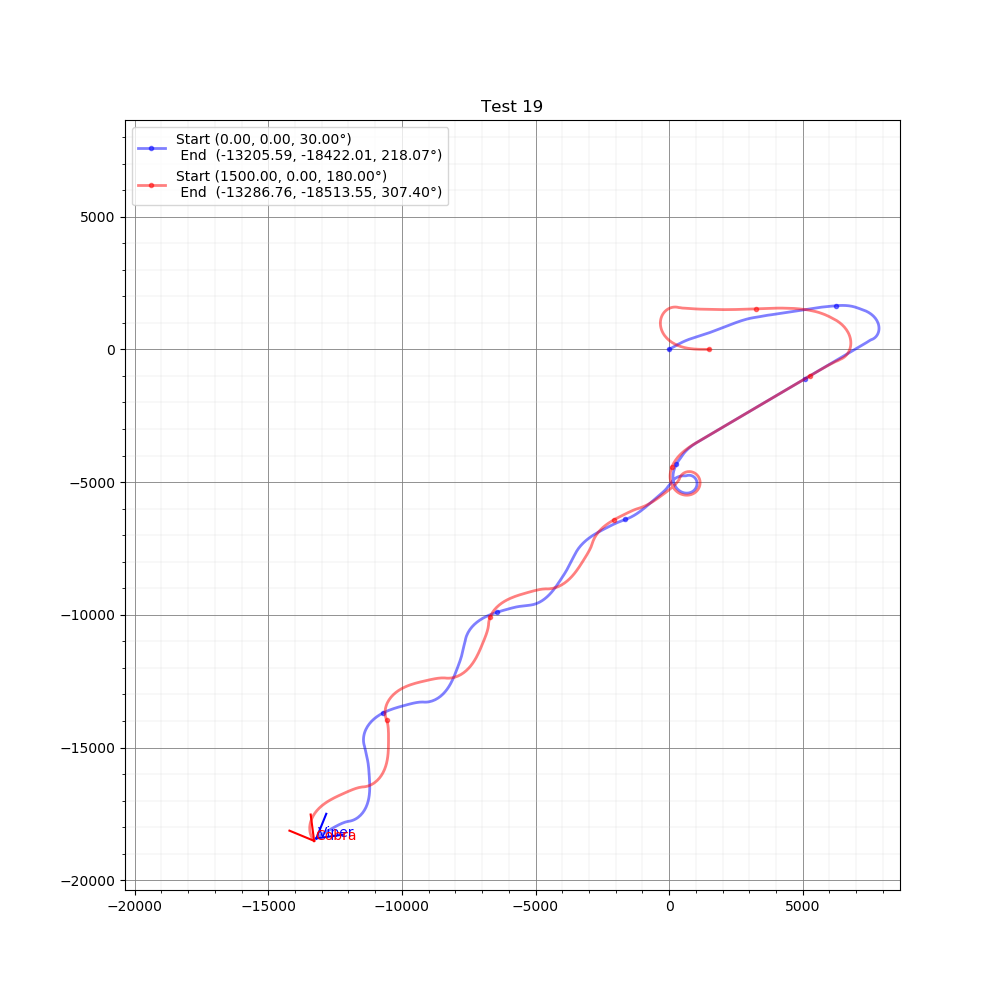 Test 19
Start (0.00, 0.00, 30.00°)
End (-13205.59, -18422.01, 218.07°)
Start (1500.00, 0.00, 180.00°)
End (-13286.76, -18513.55, 307.40°)
5000
0
−5000
−10000
−15000
−20000
Viper
−20000 −15000 −10000 −5000 0 5000